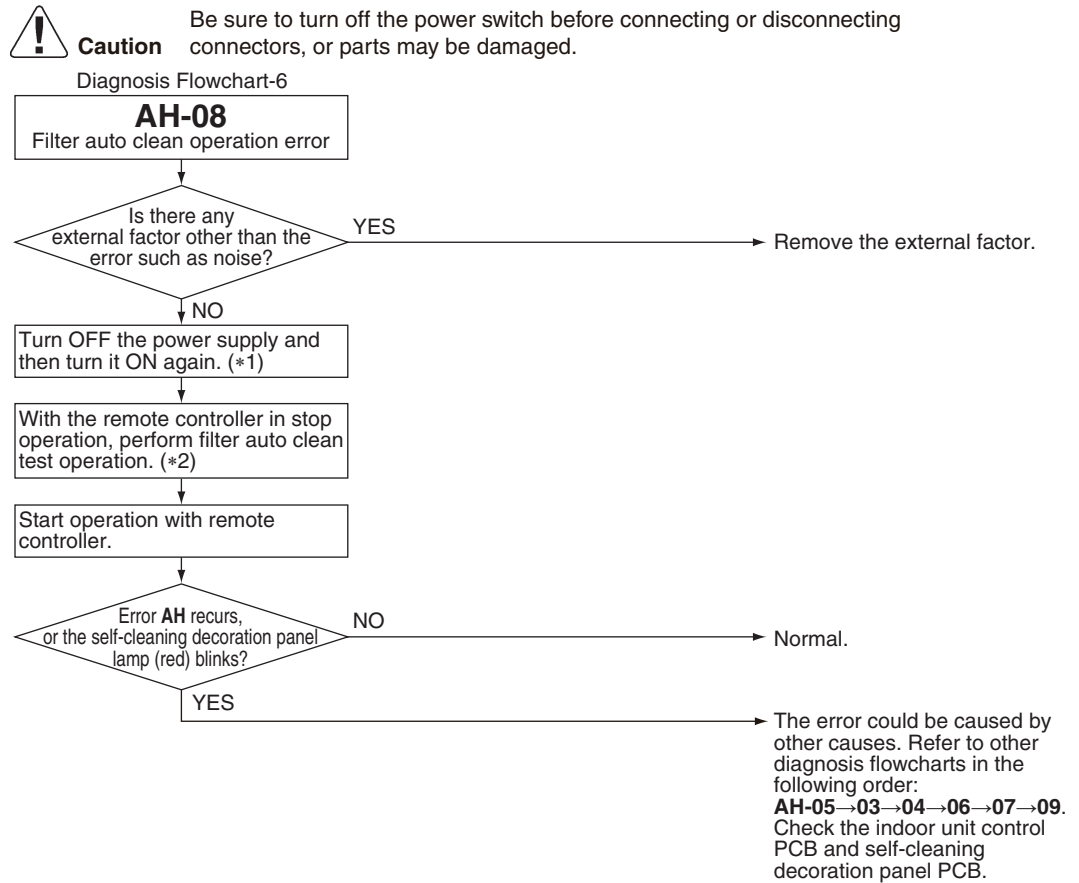 Be sure to turn off the power switch before connecting or disconnecting
Caution connectors, or parts may be damaged.
Diagnosis Flowchart-6
AH-08
Filter auto clean operation error
Is there any
external factor other than the
error such as noise?
YES
Remove the external factor.
NO
Turn OFF the power supply and
then turn it ON again. (*1)
With the remote controller in stop
operation, perform filter auto clean
test operation. (*2)
Start operation with remote
controller.
Error AH recurs,
or the self-cleaning decoration panel
lamp (red) blinks?
NO
Normal.
YES
The error could be caused by
other causes. Refer to other
diagnosis flowcharts in the
following order:
AH-05→03→04→06→07→09.
Check the indoor unit control
PCB and self-cleaning
decoration panel PCB.